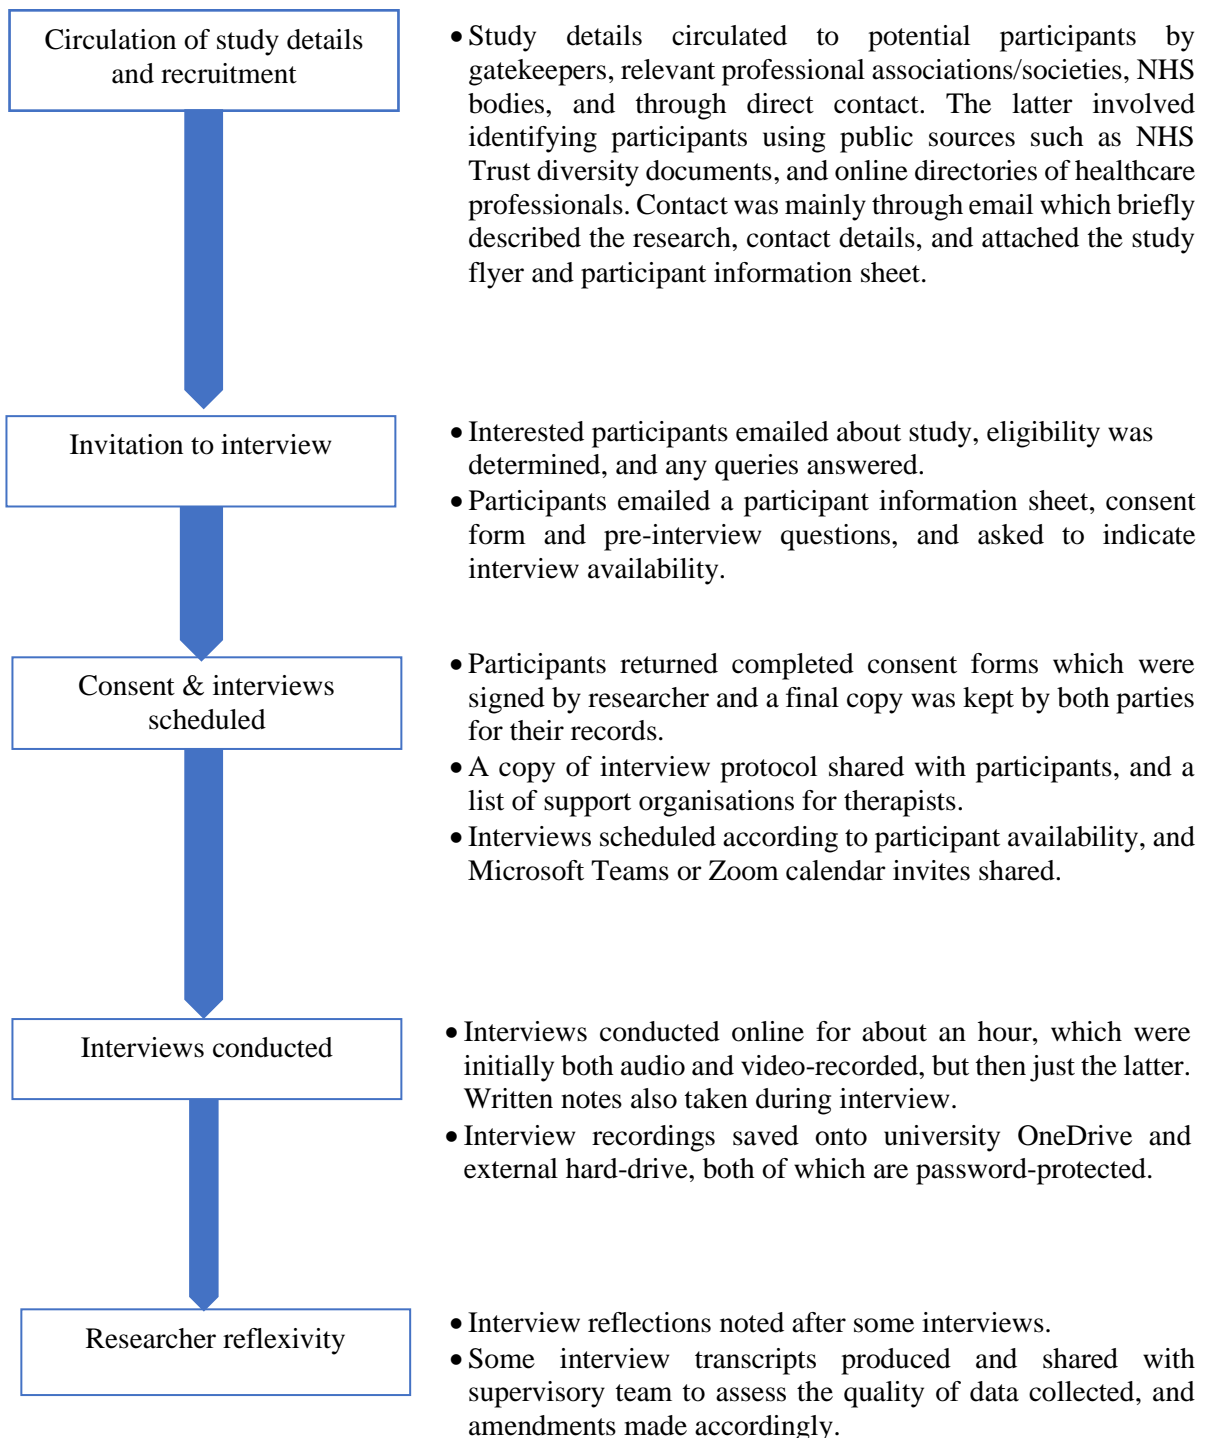 Circulation of study details
and recruitment
• Study details circulated to potential participants by
gatekeepers, relevant professional associations/societies, NHS
bodies, and through direct contact. The latter involved
identifying participants using public sources such as NHS
Trust diversity documents, and online directories of healthcare
professionals. Contact was mainly through email which briefly
described the research, contact details, and attached the study
flyer and participant information sheet.
Invitation to interview
• Interested participants emailed about study, eligibility was
determined, and any queries answered.
• Participants emailed a participant information sheet, consent
form and pre-interview questions, and asked to indicate
interview availability.
Consent & interviews
scheduled
• Participants returned completed consent forms which were
signed by researcher and a final copy was kept by both parties
for their records.
• A copy of interview protocol shared with participants, and a
list of support organisations for therapists.
• Interviews scheduled according to participant availability, and
Microsoft Teams or Zoom calendar invites shared.
Interviews conducted
• Interviews conducted online for about an hour, which were
initially both audio and video-recorded, but then just the latter.
Written notes also taken during interview.
• Interview recordings saved onto university OneDrive and
external hard-drive, both of which are password-protected.
Researcher reflexivity
• Interview reflections noted after some interviews.
• Some interview transcripts produced and shared with
supervisory team to assess the quality of data collected, and
amendments made accordingly.